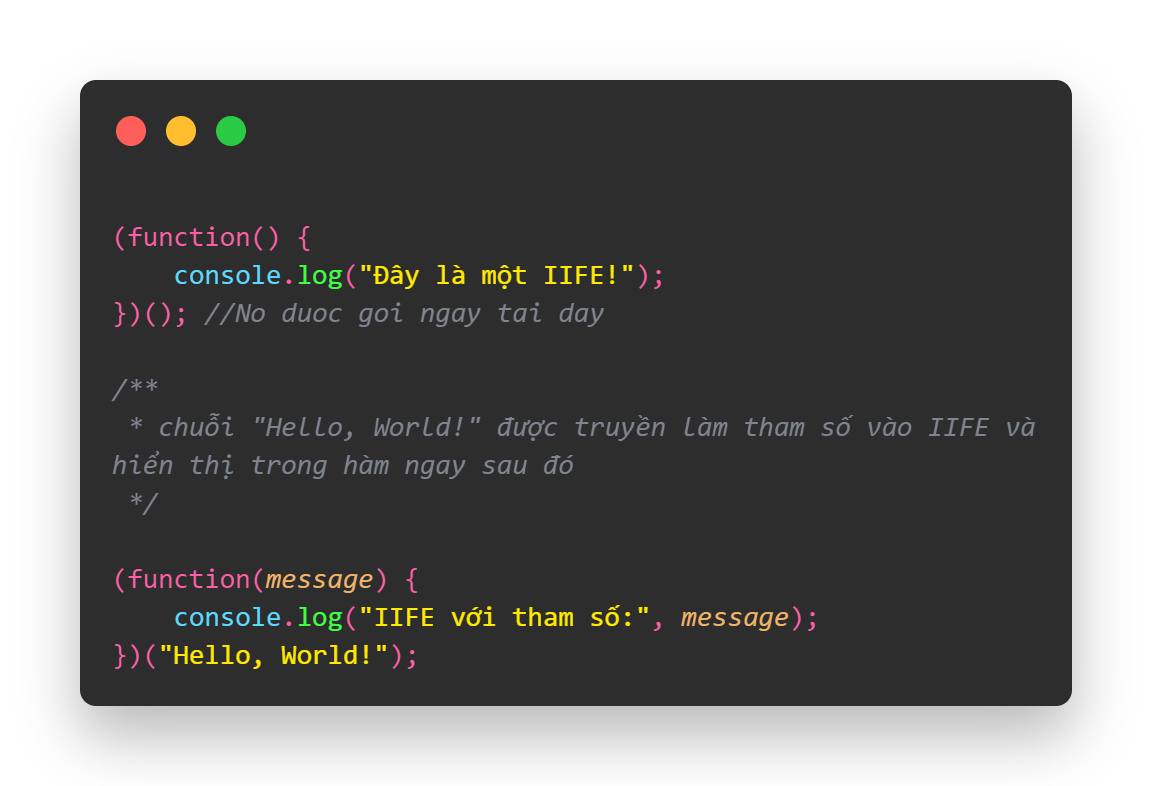 (function() {
    console.log("Đây là một IIFE!");
})(); //No duoc goi ngay tai day
/**
 * chuỗi "Hello, World!" được truyền làm tham số vào IIFE và
hiển thị trong hàm ngay sau đó
 */
(function(message) {
    console.log("IIFE với tham số:", message);
})("Hello, World!");